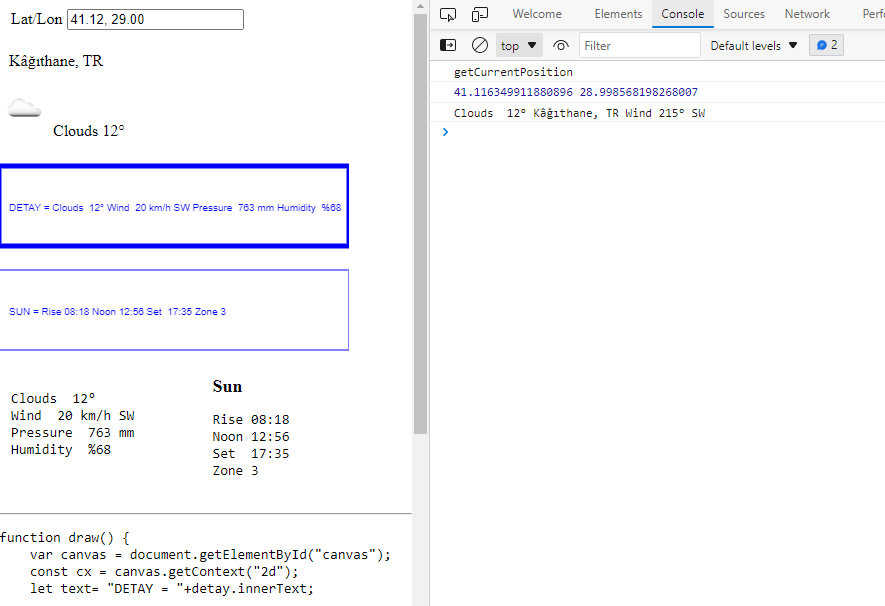 Lat/Lon 41.12, 29.00
Kâğıthane, TR
Clouds 12°
DETAY = Clouds  12° Wind  20 km/h SW Pressure  763 mm Humidity  %68
SUN = Rise 08:18 Noon 12:56 Set  17:35 Zone 3
Clouds  12°
Wind  20 km/h SW
Pressure  763 mm
Humidity  %68
Sun
Rise 08:18
Noon 12:56
Set  17:35
Zone 3
function draw() {
    var canvas = document.getElementById("canvas");
    const cx = canvas.getContext("2d");
    let text= "DETAY = "+detay.innerText;
Welcome Elements Console Sources Network Perf
top Filter Default levels 2
getCurrentPosition
41.116349911880896 28.998568198268007
Clouds  12° Kâğıthane, TR Wind 215° SW